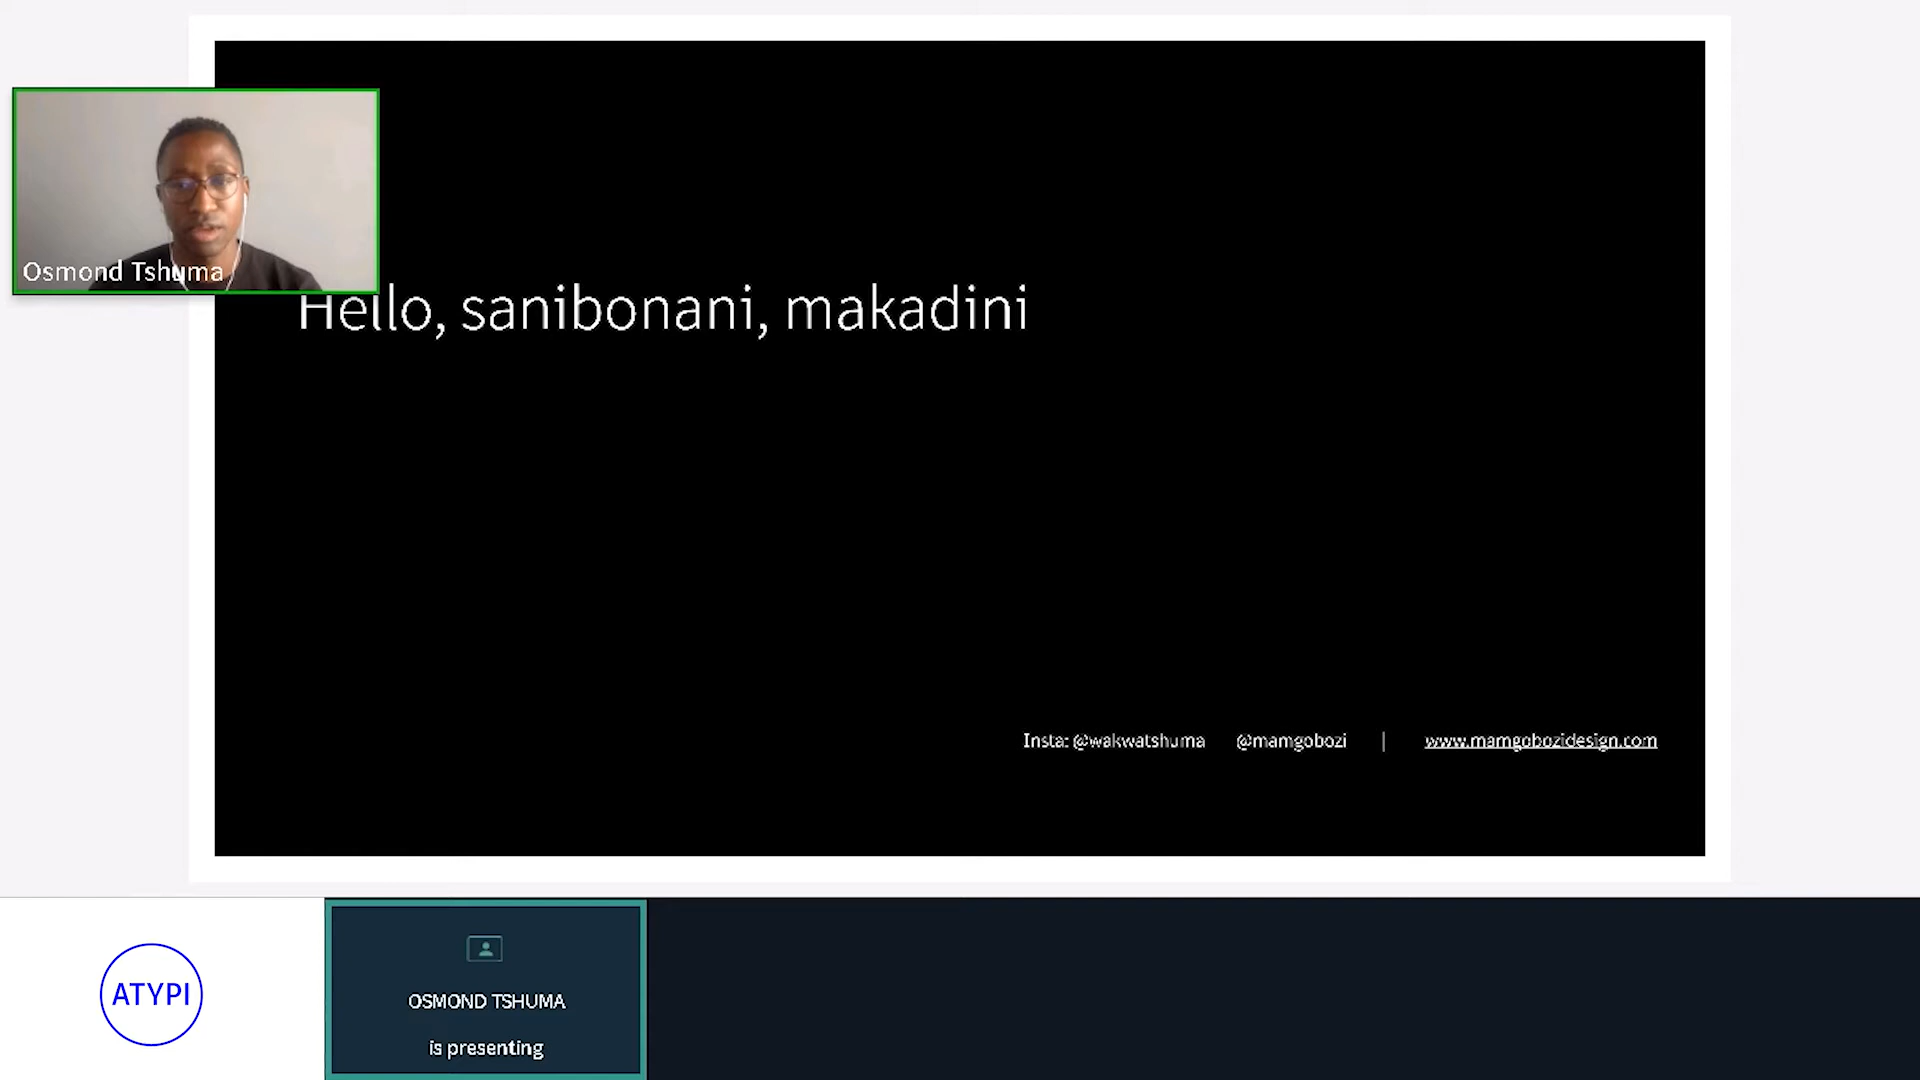 Osmond Tshuma
Hello, sanibonani, makadini
Insta: @wakwatshuma @mamgobozi | www.mamgobozidesign.com
ATYPI
OSMOND TSHUMA
is presenting